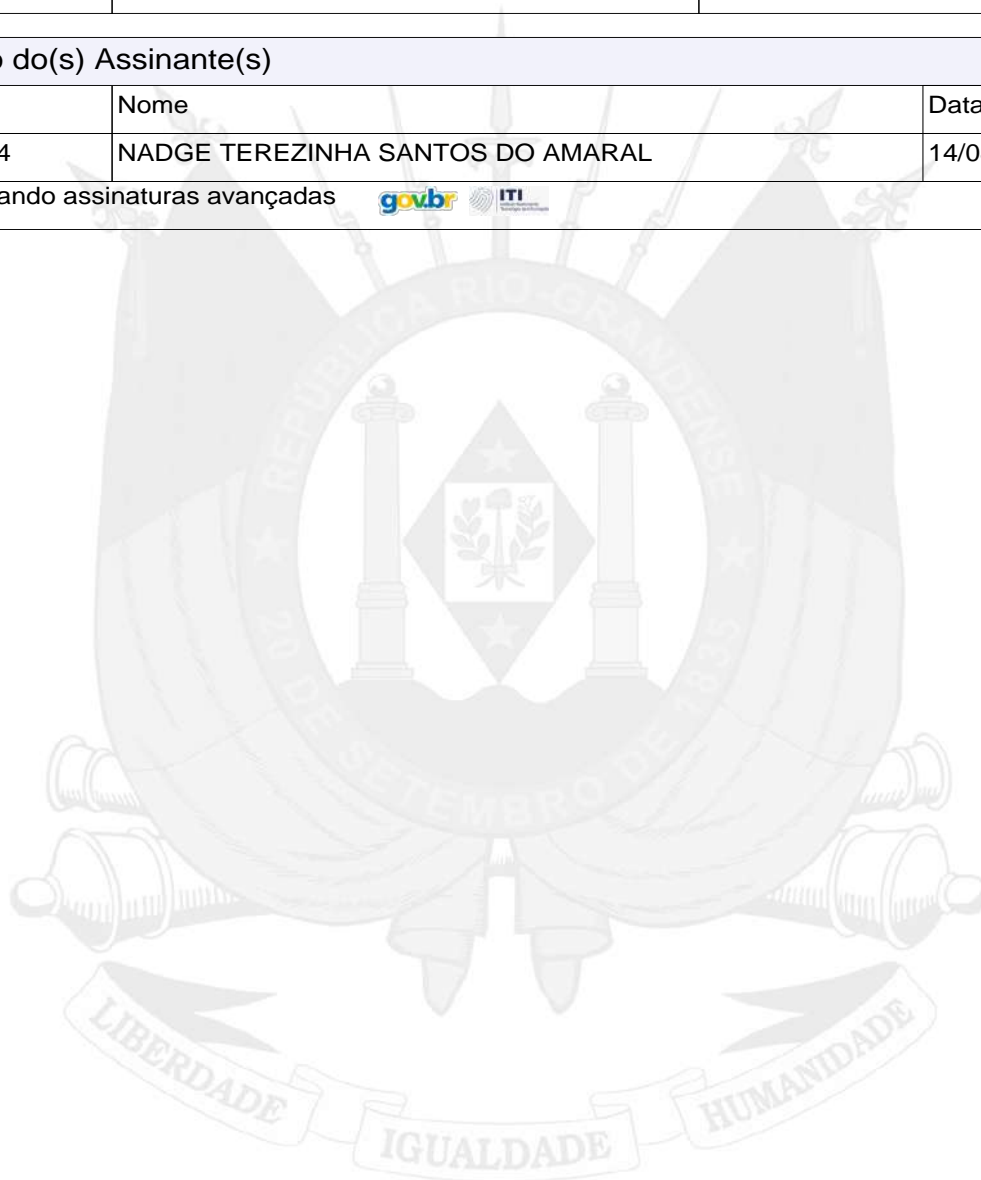 o do(s) Assinante(s)
Nome Data
4 NADGE TEREZINHA SANTOS DO AMARAL 14/0
ando assinaturas avançadas gov.br ITI
REPÚBLICA RIO-GRANDENSE
20 DE SETEMBRO DE 1835
LIBERDADE IGUALDADE HUMANIDADE